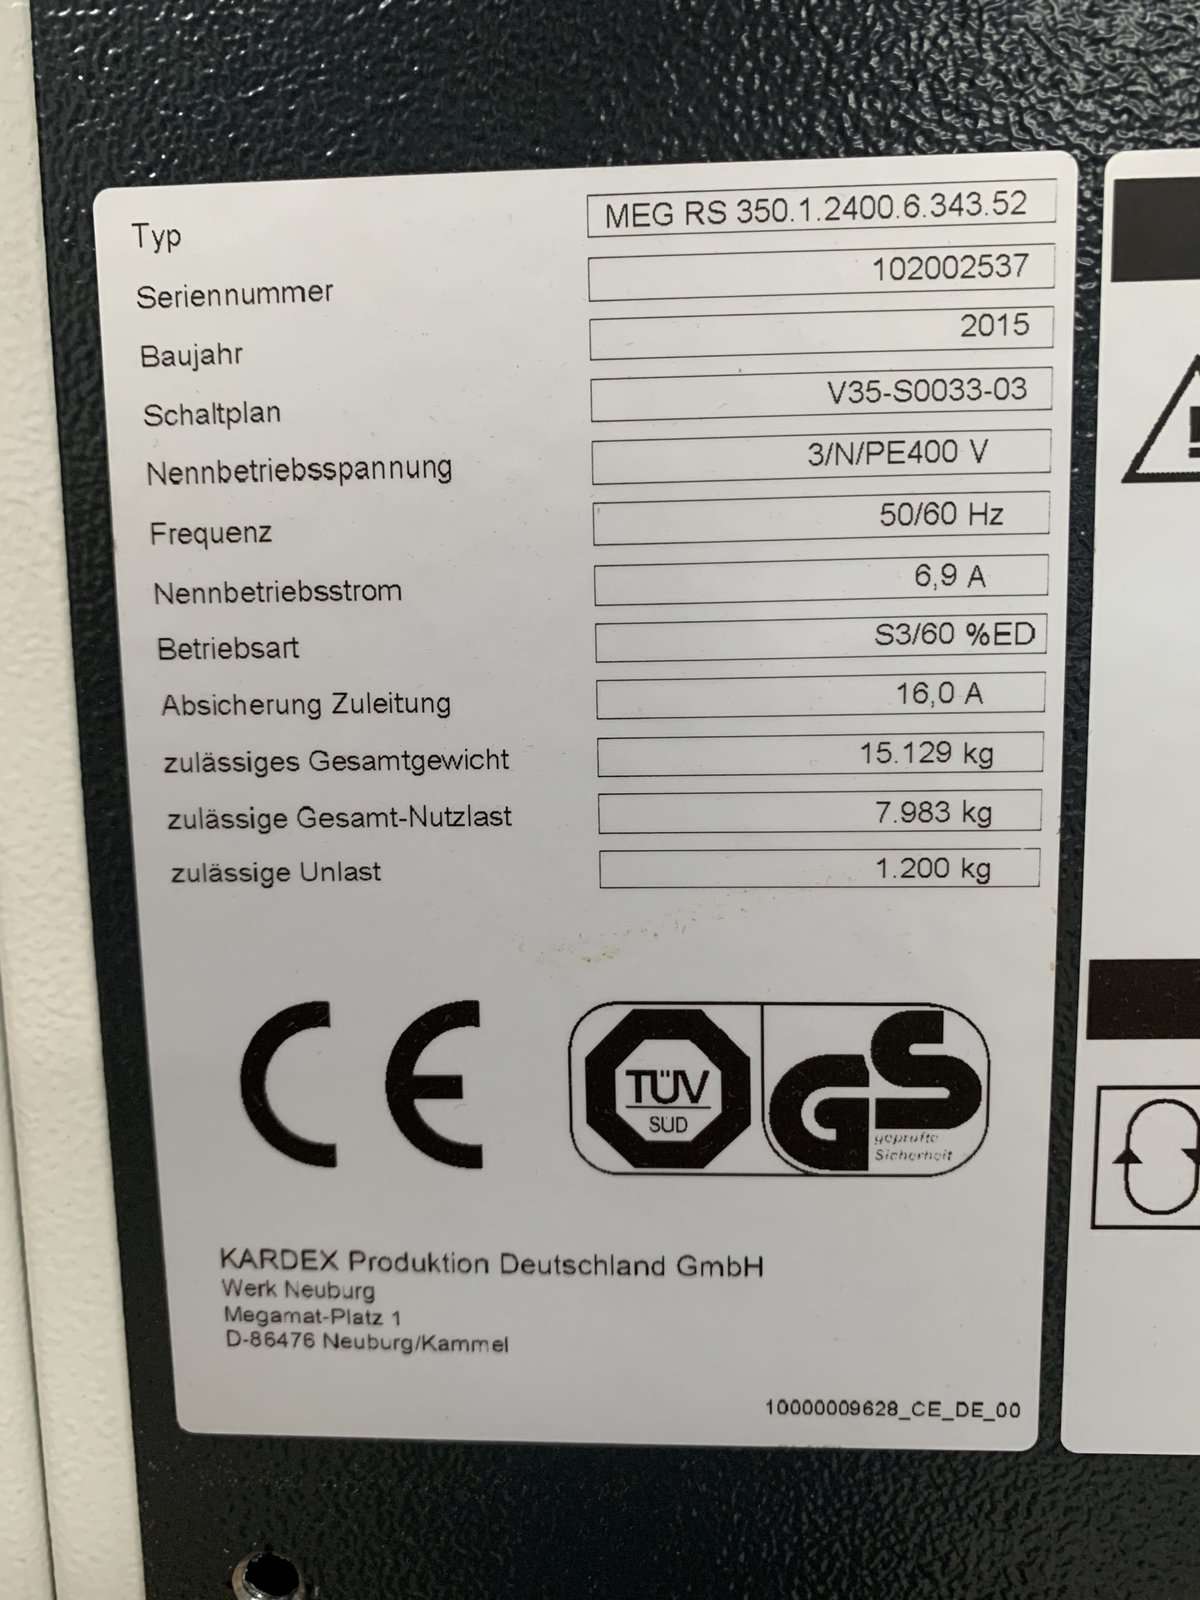 Typ MEG RS 350.1.2400.6.343.52
Seriennummer 102002537
Baujahr 2015
Schaltplan V35-S0033-03
Nennbetriebsspannung 3/N/PE400 V
Frequenz 50/60 Hz
Nennbetriebsstrom 6,9 A
Betriebsart S3/60 %ED
Absicherung Zuleitung 16,0 A
zulässiges Gesamtgewicht 15.129 kg
zulässige Gesamt-Nutzlast 7.983 kg
zulässige Unlast 1.200 kg
CE
TÜV
SÜD
GS
geprüfte
Sicherheit
KARDEX Produktion Deutschland GmbH
Werk Neuburg
Megamat-Platz 1
D-86476 Neuburg/Kammel
10000009628_CE_DE_00